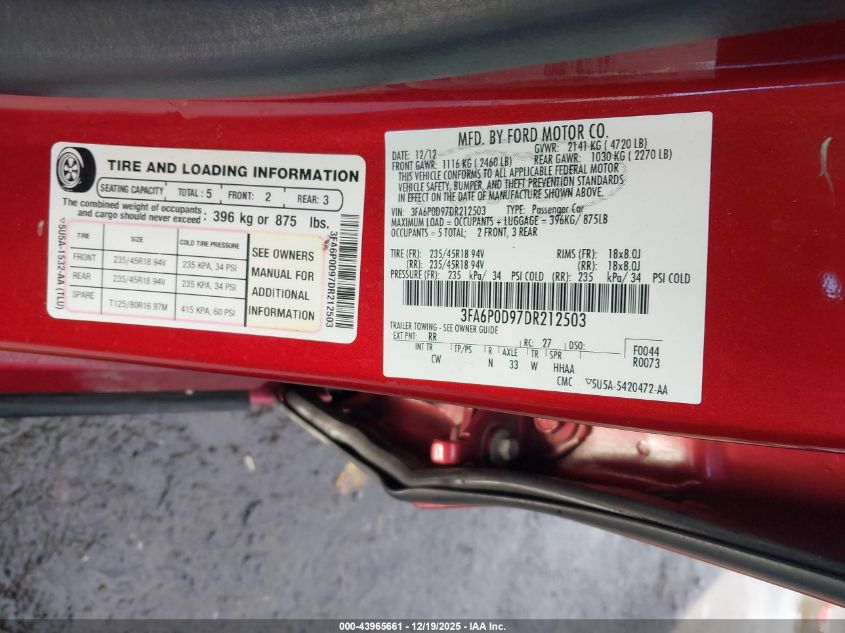 TIRE AND LOADING INFORMATION
SEATING CAPACITY TOTAL: 5 FRONT: 2 REAR: 3
The combined weight of occupants
and cargo should never exceed: 396 kg or 875 lbs.
TIRE SIZE COLD TIRE PRESSURE
FRONT 235/45R18 94V 235 KPA, 34 PSI
REAR 235/45R18 94V 235 KPA, 34 PSI
SPARE T125/80R16 97M 415 KPA, 60 PSI
SEE OWNERS
MANUAL FOR
ADDITIONAL
INFORMATION
5U5A-1532-AA (TLU)
3FA6P0D97DR212503
MFD. BY FORD MOTOR CO.
DATE: 12/12 GVWR: 2141 KG ( 4720 LB)
FRONT GAWR: 1116 KG ( 2460 LB) REAR GAWR: 1030 KG ( 2270 LB)
THIS VEHICLE CONFORMS TO ALL APPLICABLE FEDERAL MOTOR
VEHICLE SAFETY, BUMPER, AND THEFT PREVENTION STANDARDS
IN EFFECT ON THE DATE OF MANUFACTURE SHOWN ABOVE.
VIN: 3FA6P0D97DR212503 TYPE: Passenger Car
MAXIMUM LOAD = OCCUPANTS + LUGGAGE = 396KG/ 875LB
OCCUPANTS = 5 TOTAL; 2 FRONT, 3 REAR
TIRE (FR): 235/45R18 94V RIMS (FR): 18x8.0J
(RR): 235/45R18 94V (RR): 18x8.0J
PRESSURE (FR): 235 kPa/ 34 PSI COLD (RR): 235 kPa/ 34 PSI COLD
3FA6P0D97DR212503
TRAILER TOWING - SEE OWNER GUIDE
EXT PNT: RR RC: 27 DSO: F0044
INT TR TP/PS R AXLE TR SPR R0073
CW N 33 W HHAA
CMC 5U5A-5420472-AA
000-43965661 - 12/19/2025 - IAA Inc.